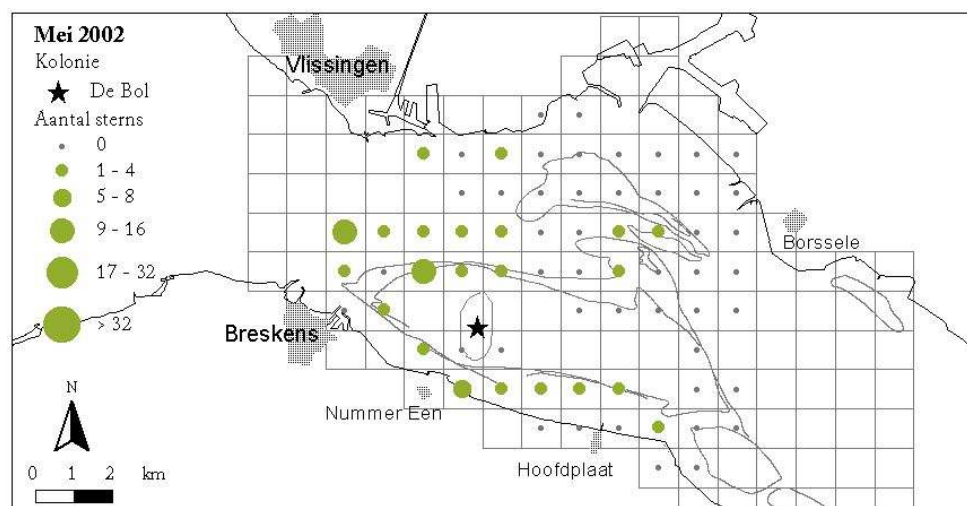 Mei 2002
Kolonie
De Bol
Aantal sterns
0
1 - 4
5 - 8
9 - 16
17 - 32
> 32
N
0 1 2 km
Vlissingen
Borssele
Breskens
Nummer Een
Hoofdplaat